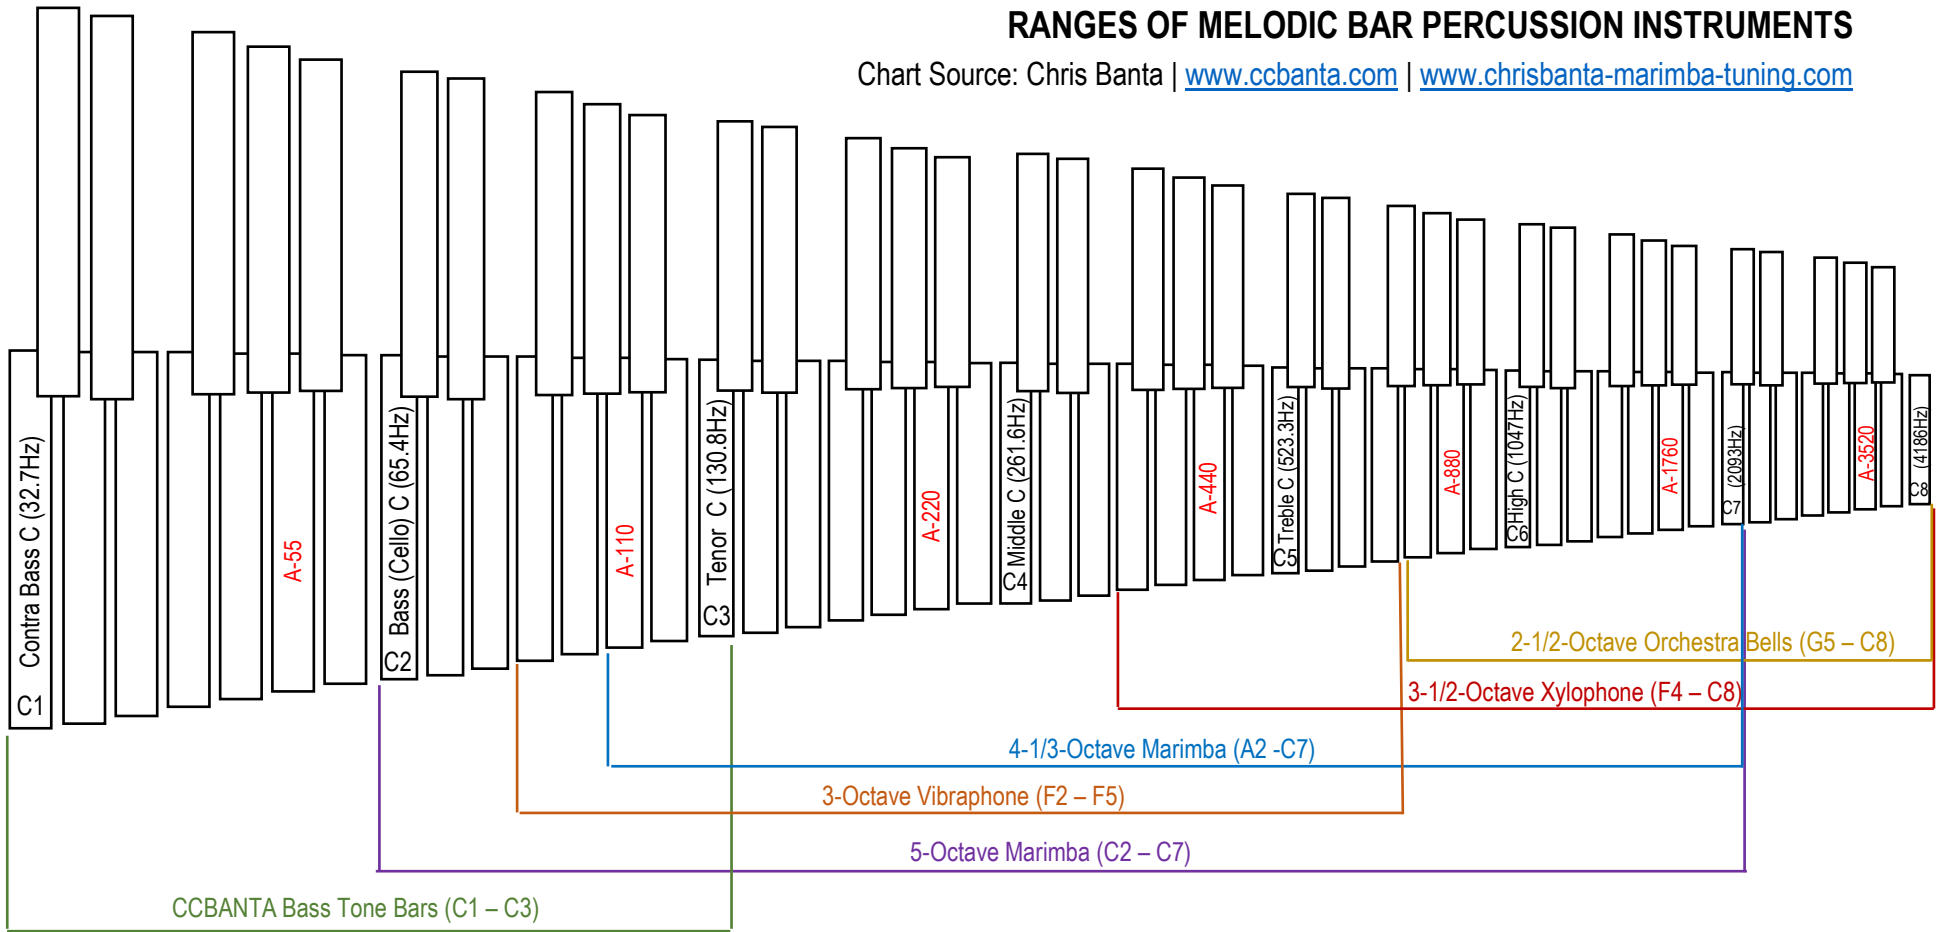 RANGES OF MELODIC BAR PERCUSSION INSTRUMENTS
Chart Source: Chris Banta | www.ccbanta.com | www.chrisbanta-marimba-tuning.com
C1 Contra Bass C (32.7Hz)
A-55
C2 Bass (Cello) C (65.4Hz)
A-110
C3 Tenor C (130.8Hz)
A-220
C4 Middle C (261.6Hz)
A-440
C5 Treble C (523.3Hz)
A-880
C6 High C (1047Hz)
A-1760
C7 (2093Hz)
A-3520
C8 (4186Hz)
2-1/2-Octave Orchestra Bells (G5 – C8)
3-1/2-Octave Xylophone (F4 – C8)
4-1/3-Octave Marimba (A2 -C7)
3-Octave Vibraphone (F2 – F5)
5-Octave Marimba (C2 – C7)
CCBANTA Bass Tone Bars (C1 – C3)